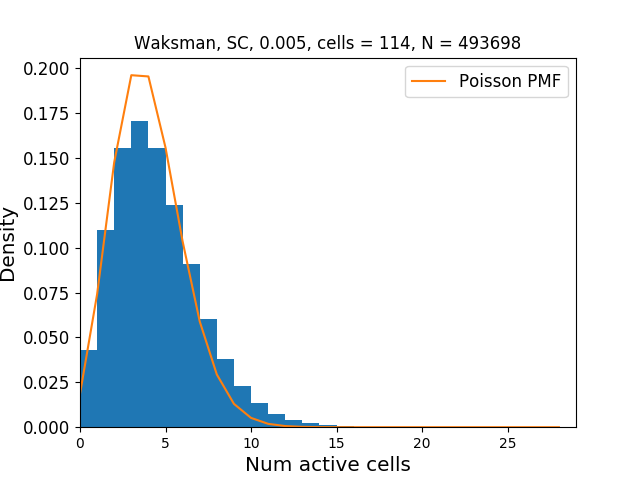 Waksman, SC, 0.005, cells = 114, N = 493698
Poisson PMF
0.200
0.175
0.150
0.125
0.100
0.075
0.050
0.025
0.000
Density
0 5 10 15 20 25
Num active cells